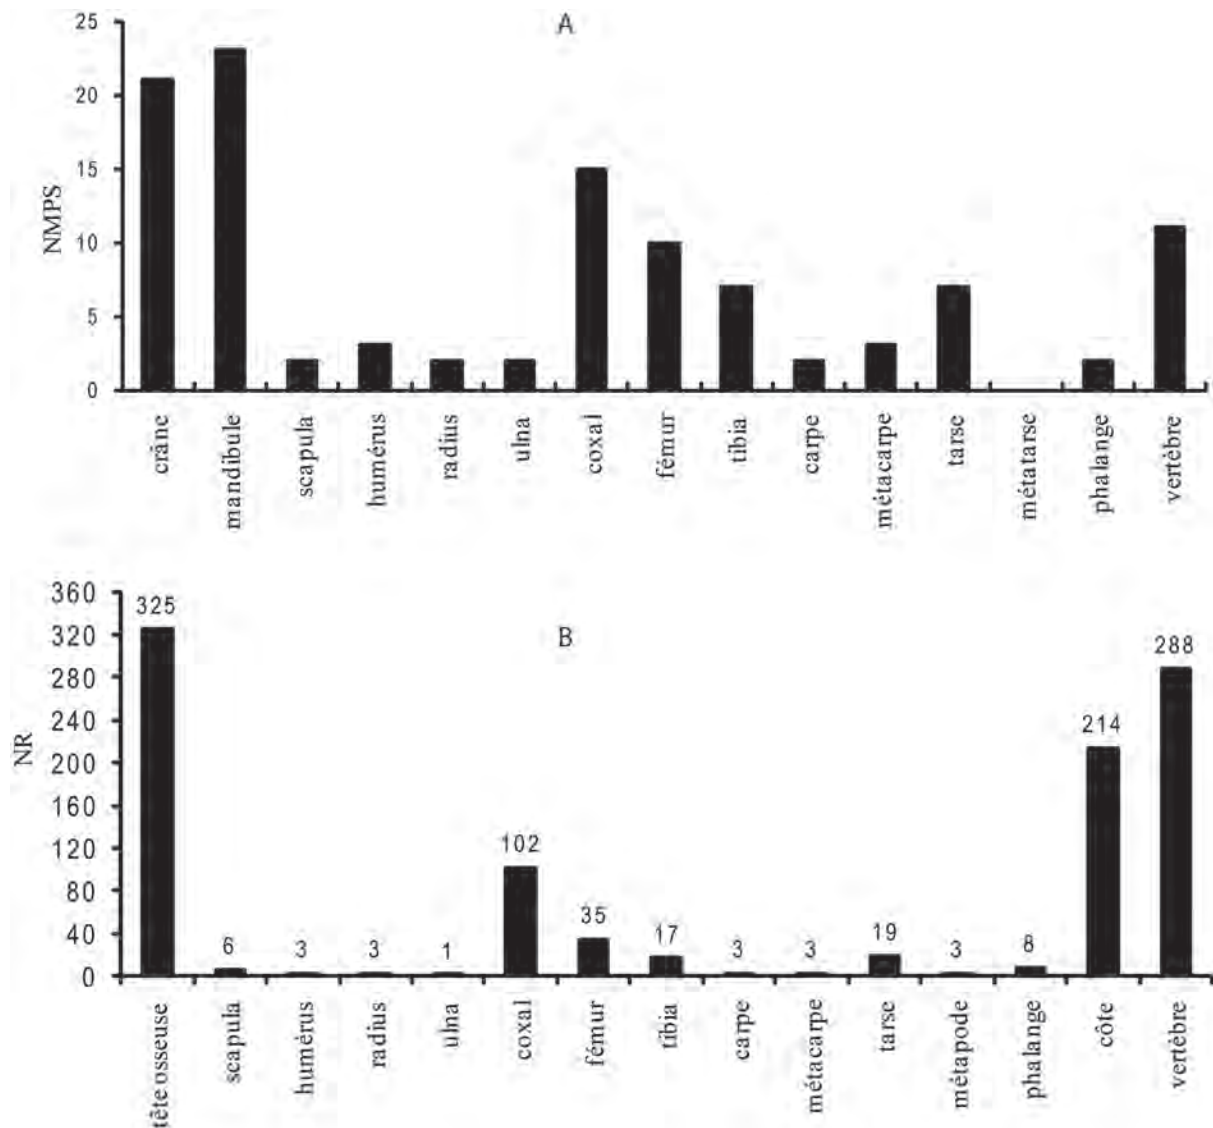 A
NMPS
25
20
15
10
5
0
crâne
mandibule
scapula
humérus
radius
ulna
coxal
fémur
tibia
carpe
métacarpe
tarse
métatarse
phalange
vertèbre
B
NR
360
320
280
240
200
160
120
80
40
0
325
6
3
3
1
102
35
17
3
3
19
3
8
214
288
tête osseuse
scapula
humérus
radius
ulna
coxal
fémur
tibia
carpe
métacarpe
tarse
métapode
phalange
côte
vertèbre